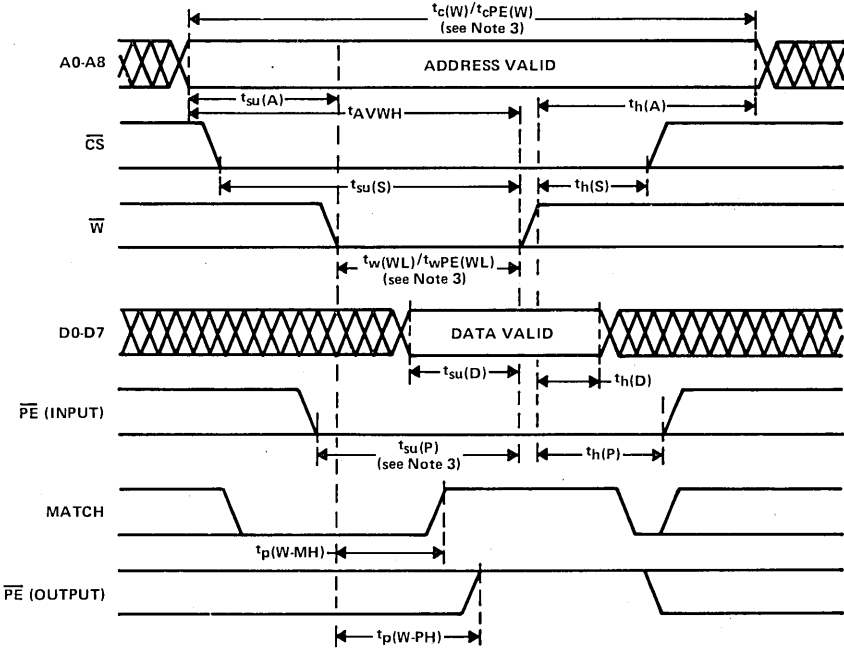 tc(W)/tcPE(W)
(see Note 3)
A0-A8
ADDRESS VALID
tsu(A)
tAVWH
th(A)
CS
tsu(S)
th(S)
W
tw(WL)/twPE(WL)
(see Note 3)
D0-D7
DATA VALID
tsu(D)
th(D)
PE (INPUT)
tsu(P)
(see Note 3)
th(P)
MATCH
tp(W-MH)
PE (OUTPUT)
tp(W-PH)